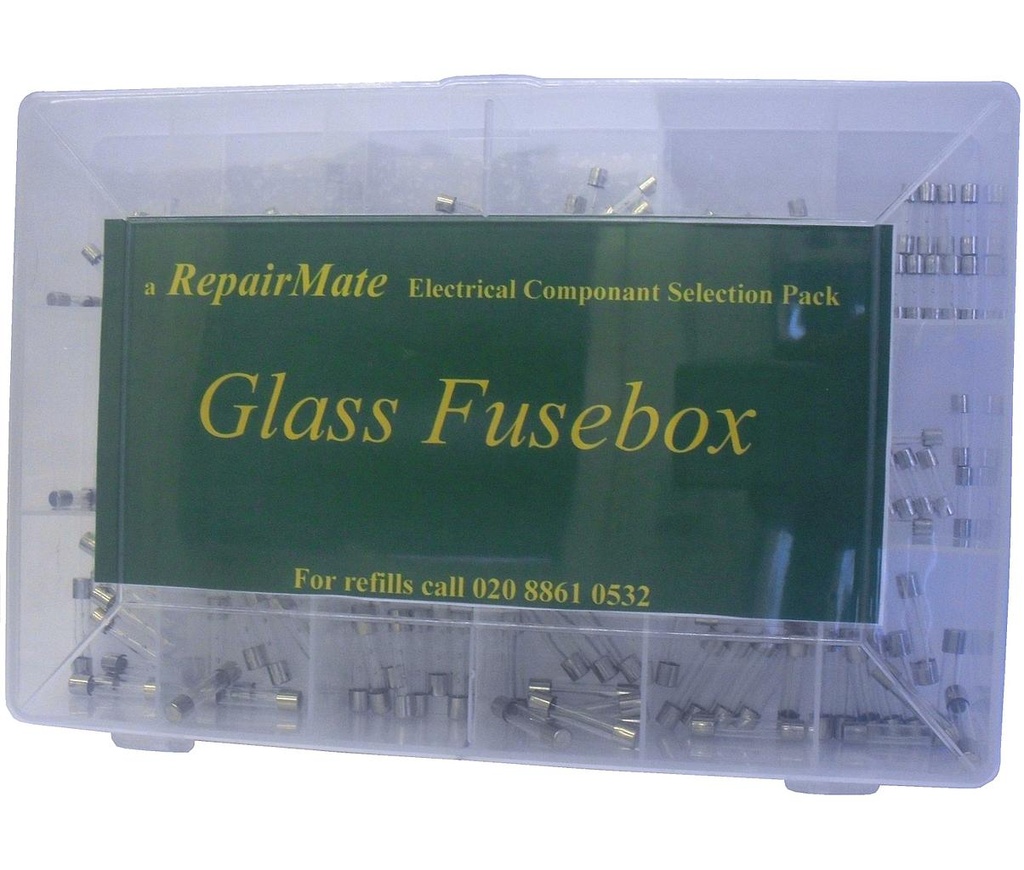 a RepairMate Electrical Componant Selection Pack
Glass Fusebox
For refills call 020 8861 0532